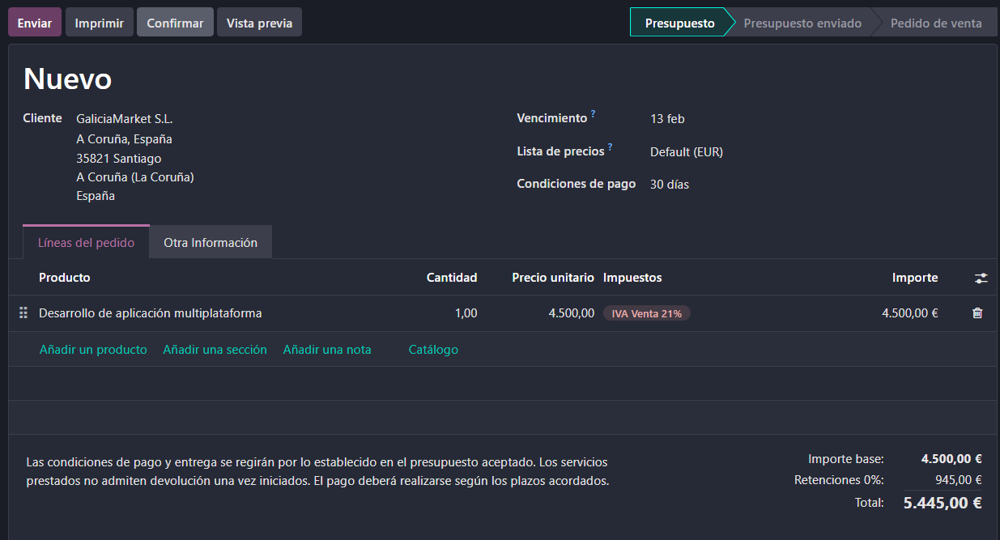 Enviar Imprimir Confirmar Vista previa Presupuesto Presupuesto enviado Pedido de venta
Nuevo
Cliente GaliciaMarket S.L.
A Coruña, España
35821 Santiago
A Coruña (La Coruña)
España
Vencimiento ? 13 feb
Lista de precios ? Default (EUR)
Condiciones de pago 30 días
Líneas del pedido Otra Información
Producto Cantidad Precio unitario Impuestos Importe
Desarrollo de aplicación multiplataforma 1,00 4.500,00 IVA Venta 21% 4.500,00 €
Añadir un producto Añadir una sección Añadir una nota Catálogo
Las condiciones de pago y entrega se regirán por lo establecido en el presupuesto aceptado. Los servicios
prestados no admiten devolución una vez iniciados. El pago deberá realizarse según los plazos acordados.
Importe base: 4.500,00 €
Retenciones 0%: 945,00 €
Total: 5.445,00 €